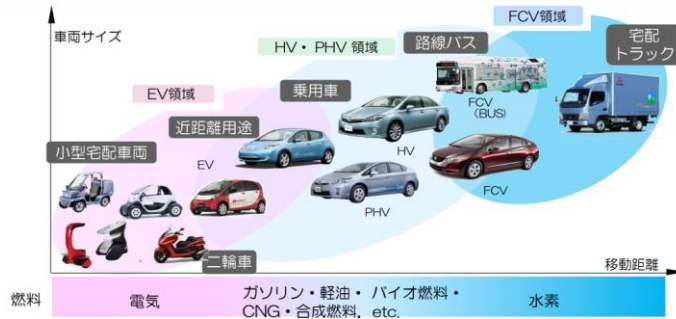 車両サイズ
FCV領域
宅配
トラック
路線バス
HV・PHV 領域
乗用車
EV領域
近距離用途
小型宅配車両
FCV
(BUS)
EV
HV
PHV
FCV
二輪車
移動距離
燃料
電気
ガソリン・軽油・バイオ燃料・
CNG・合成燃料, etc.
水素